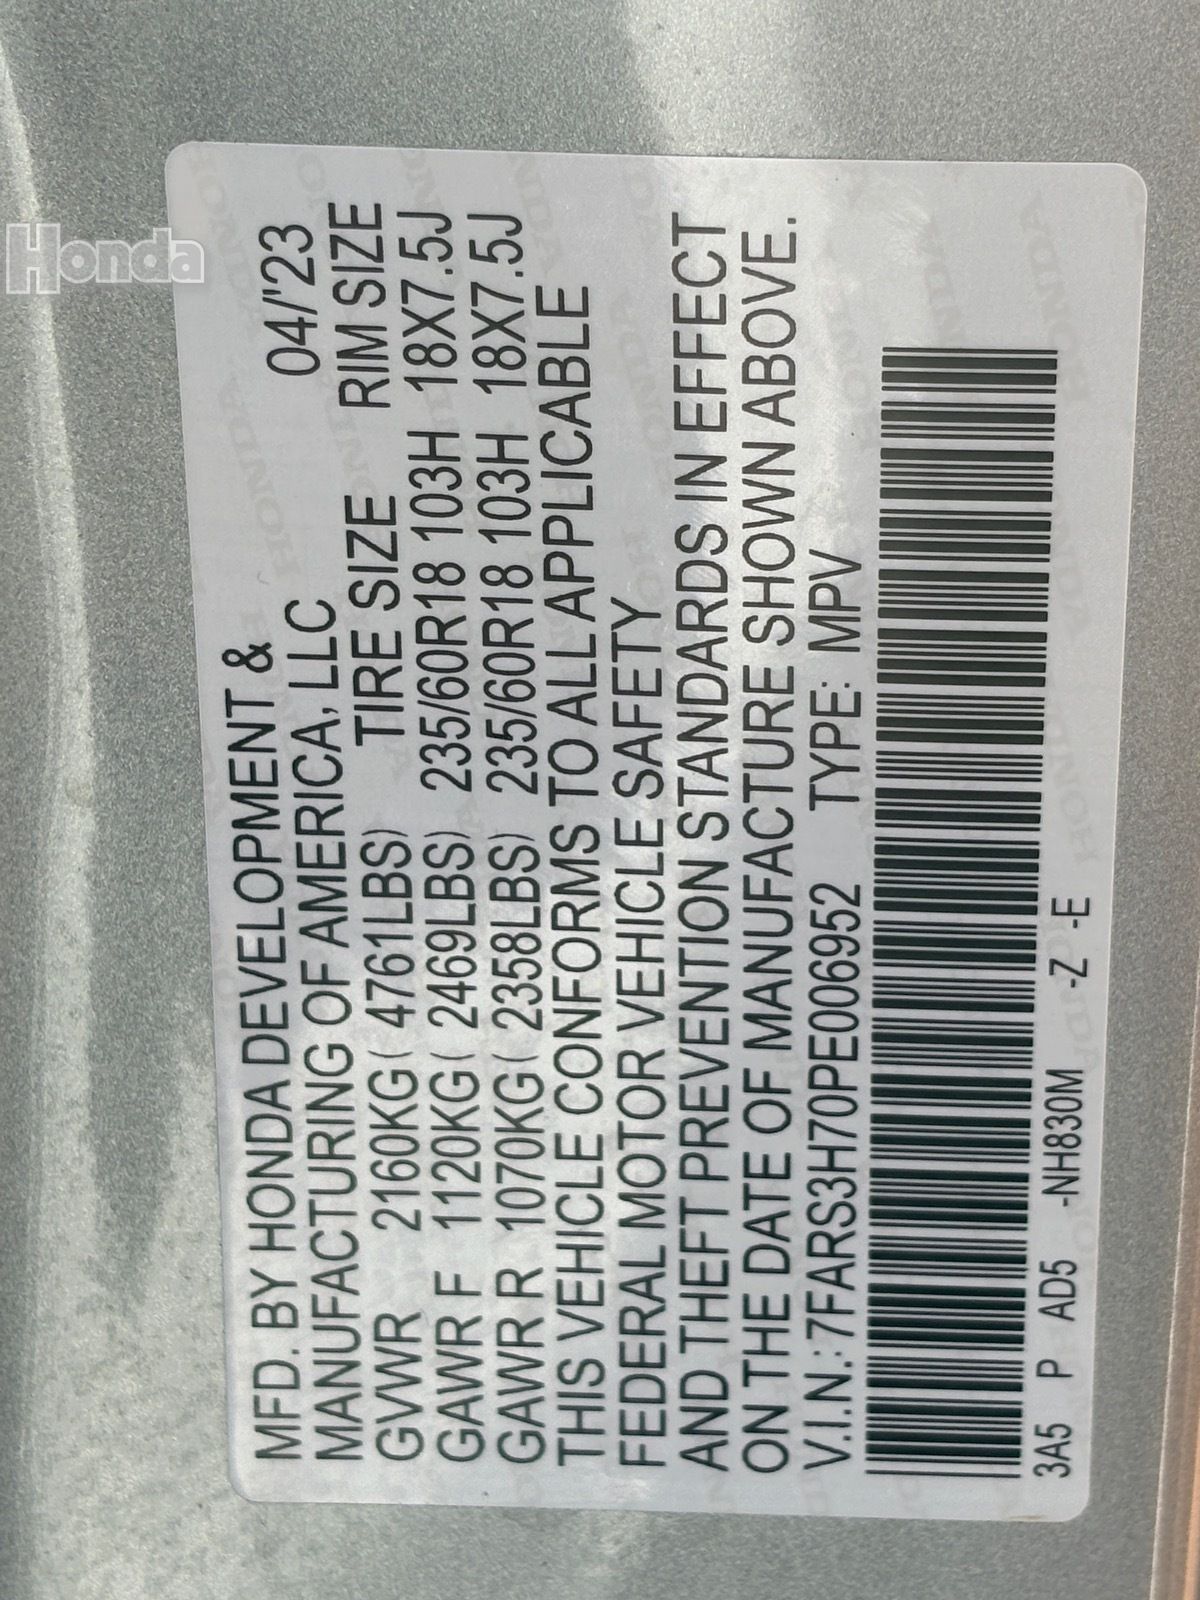 Honda
MFD. BY HONDA DEVELOPMENT &
MANUFACTURING OF AMERICA, LLC 04/'23
GVWR 2160KG( 4761LBS) TIRE SIZE RIM SIZE
GAWR F 1120KG( 2469LBS) 235/60R18 103H 18X7.5J
GAWR R 1070KG( 2358LBS) 235/60R18 103H 18X7.5J
THIS VEHICLE CONFORMS TO ALL APPLICABLE
FEDERAL MOTOR VEHICLE SAFETY
AND THEFT PREVENTION STANDARDS IN EFFECT
ON THE DATE OF MANUFACTURE SHOWN ABOVE.
V.I.N.: 7FARS3H70PE006952 TYPE: MPV
3A5 P AD5 -NH830M -Z -E